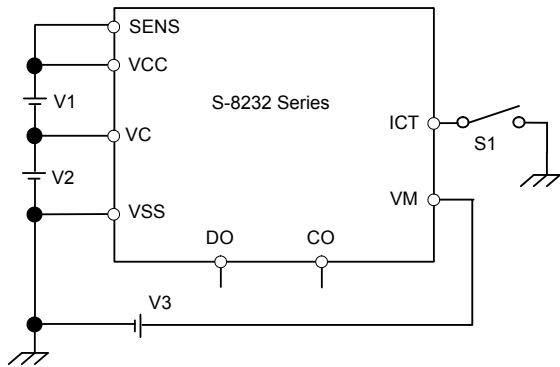 SENS
VCC
V1
S-8232 Series
ICT
VC
S1
V2
VM
VSS
DO
CO
V3